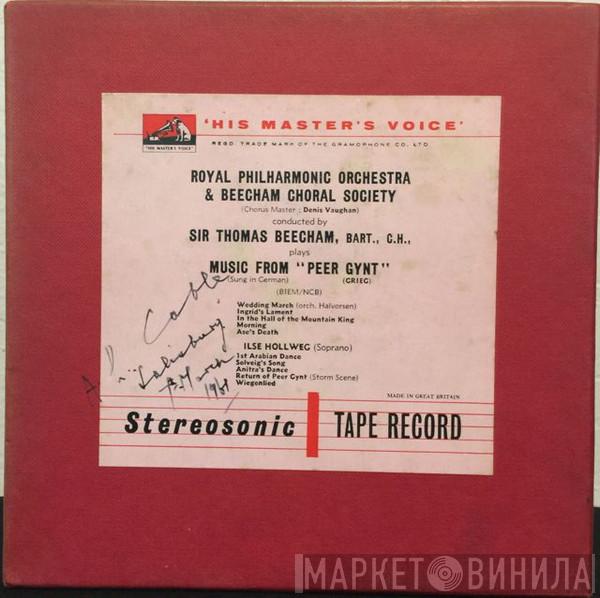 "HIS MASTER'S VOICE"
'HIS MASTER'S VOICE'
REGD. TRADE MARK OF THE GRAMOPHONE CO. LTD.
ROYAL PHILHARMONIC ORCHESTRA
& BEECHAM CHORAL SOCIETY
(Chorus Master : Denis Vaughan)
conducted by
SIR THOMAS BEECHAM, BART., C.H.,
plays
MUSIC FROM "PEER GYNT"
(Sung in German) (GRIEG)
(BIEM/NCB)
Wedding March (orch. Halvorsen)
Ingrid's Lament
In the Hall of the Mountain King
Morning
Ase's Death
ILSE HOLLWEG (Soprano)
1st Arabian Dance
Solveig's Song
Anitra's Dance
Return of Peer Gynt (Storm Scene)
Wiegenlied
Cable
Salisbury
March
1961
MADE IN GREAT BRITAIN
Stereosonic TAPE RECORD
МАРКЕТ ВИНИЛА